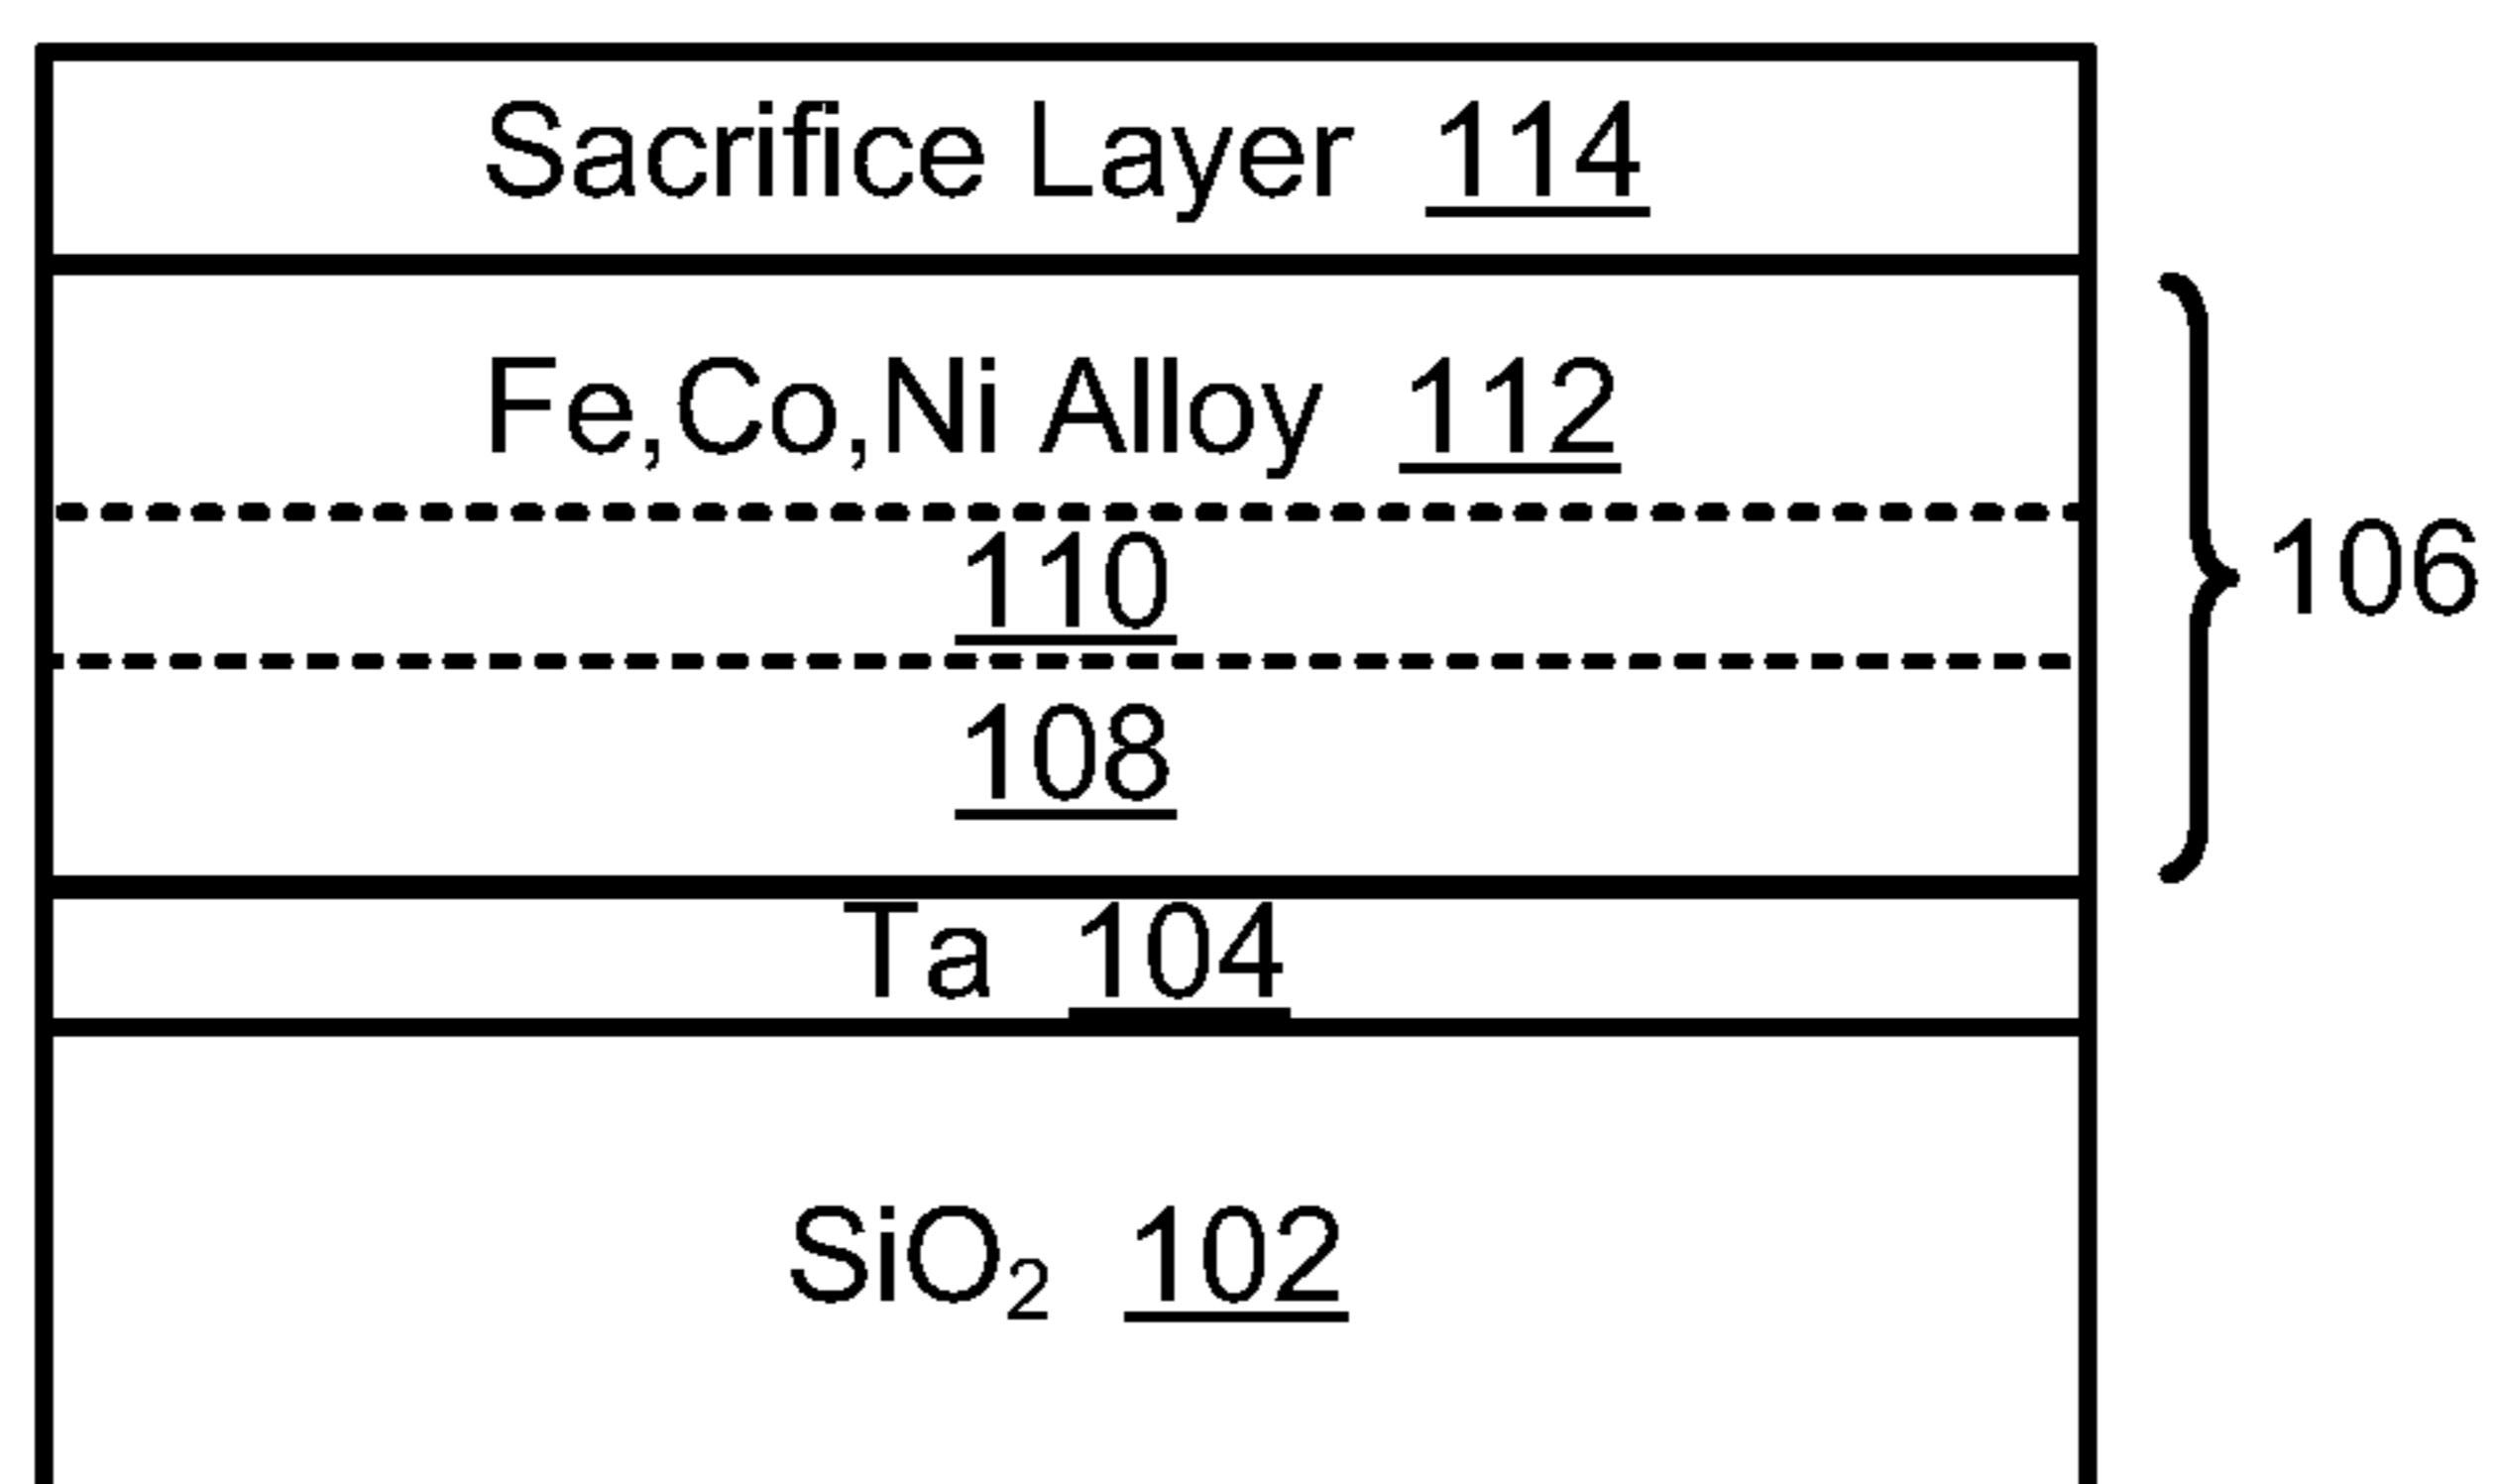 Sacrifice Layer 114
Fe,Co,Ni Alloy 112
110
106
108
Ta 104
SiO₂ 102